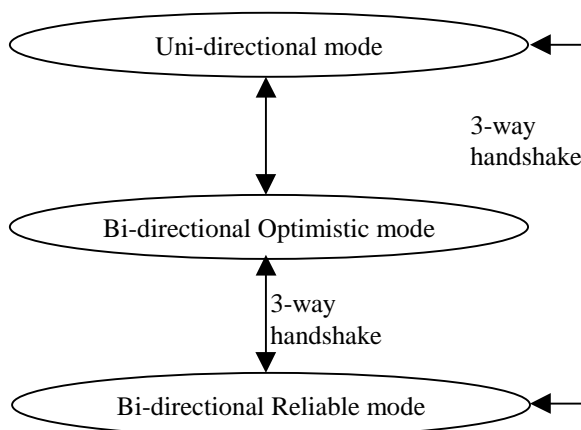 Uni-directional mode
3-way
handshake
Bi-directional Optimistic mode
3-way
handshake
Bi-directional Reliable mode